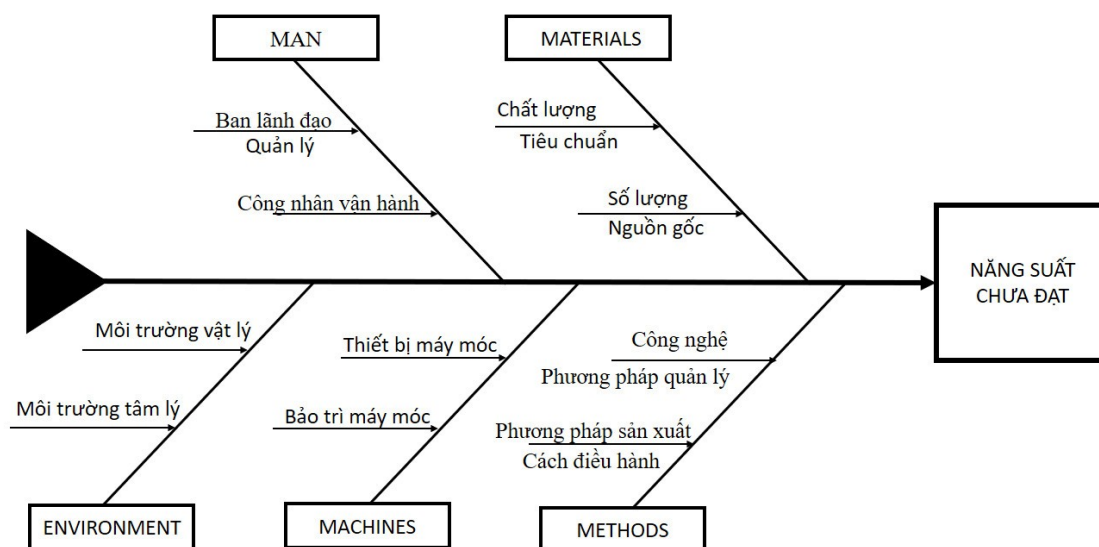 MAN
MATERIALS
Ban lãnh đạo
Quản lý
Công nhân vận hành
Chất lượng
Tiêu chuẩn
Số lượng
Nguồn gốc
NĂNG SUẤT
CHƯA ĐẠT
Môi trường vật lý
Môi trường tâm lý
Thiết bị máy móc
Bảo trì máy móc
Công nghệ
Phương pháp quản lý
Phương pháp sản xuất
Cách điều hành
ENVIRONMENT
MACHINES
METHODS